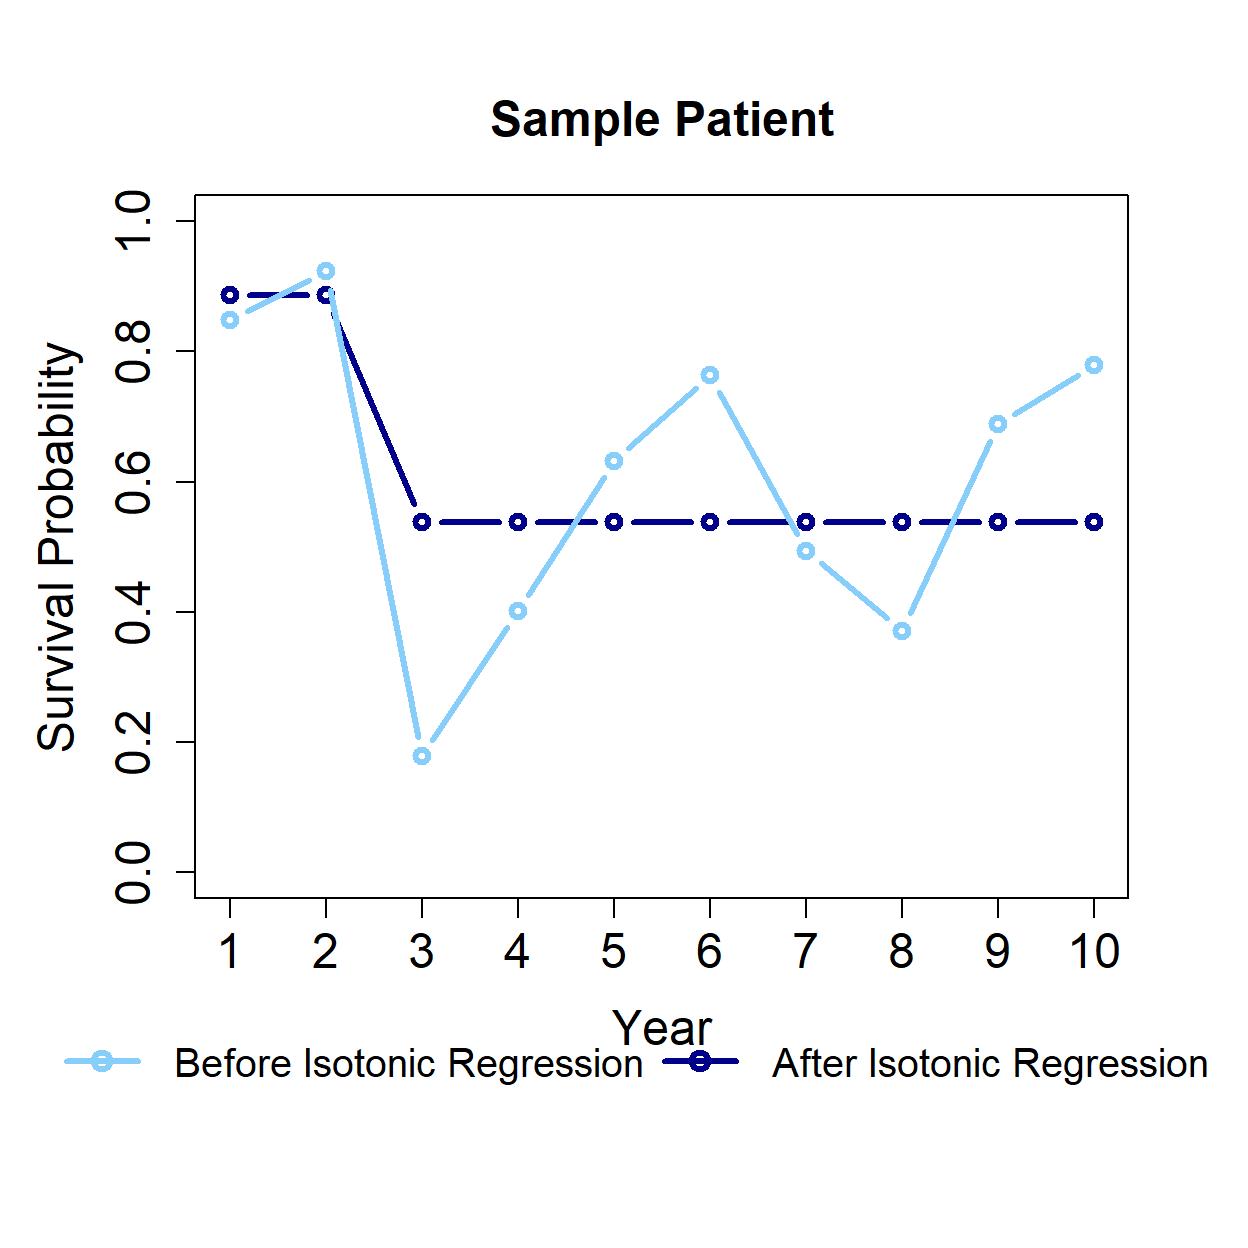 Sample Patient
Survival Probability
1.0
0.8
0.6
0.4
0.2
0.0
1 2 3 4 5 6 7 8 9 10
Year
Before Isotonic Regression After Isotonic Regression